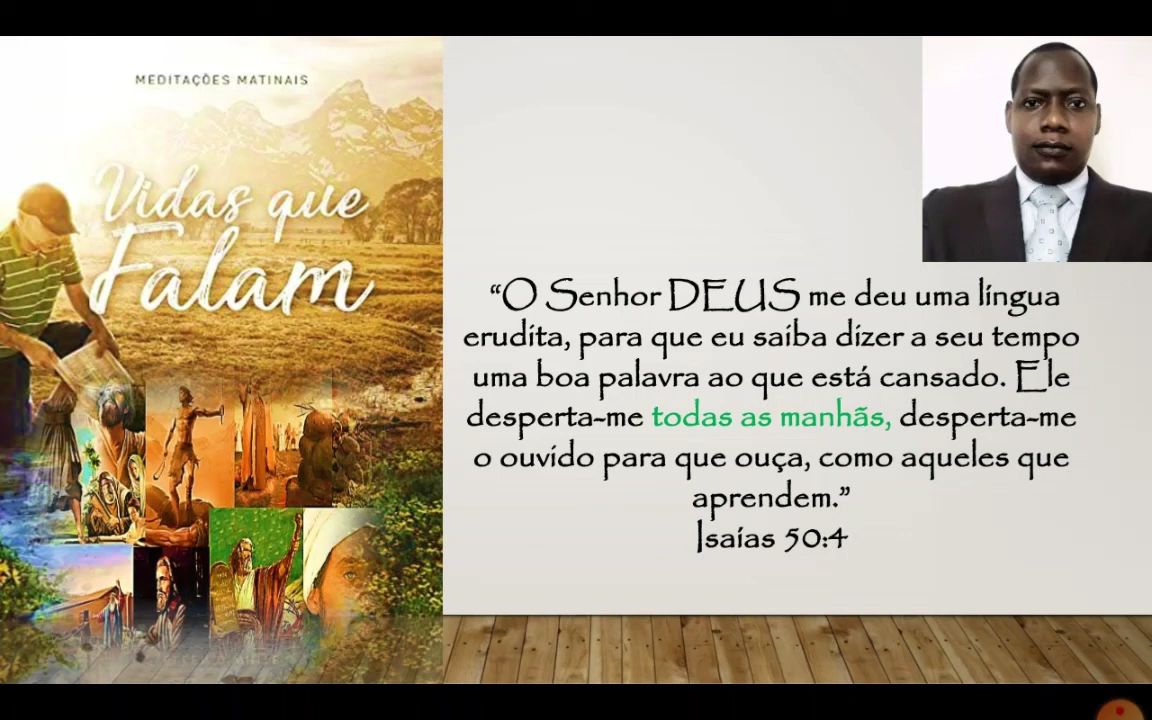 MEDITAÇÕES MATINAIS
Vidas que
Falam
“O Senhor DEUS me deu uma língua
erudita, para que eu saiba dizer a seu tempo
uma boa palavra ao que está cansado. Ele
desperta-me todas as manhãs, desperta-me
o ouvido para que ouça, como aqueles que
aprendem.”
Isaías 50:4